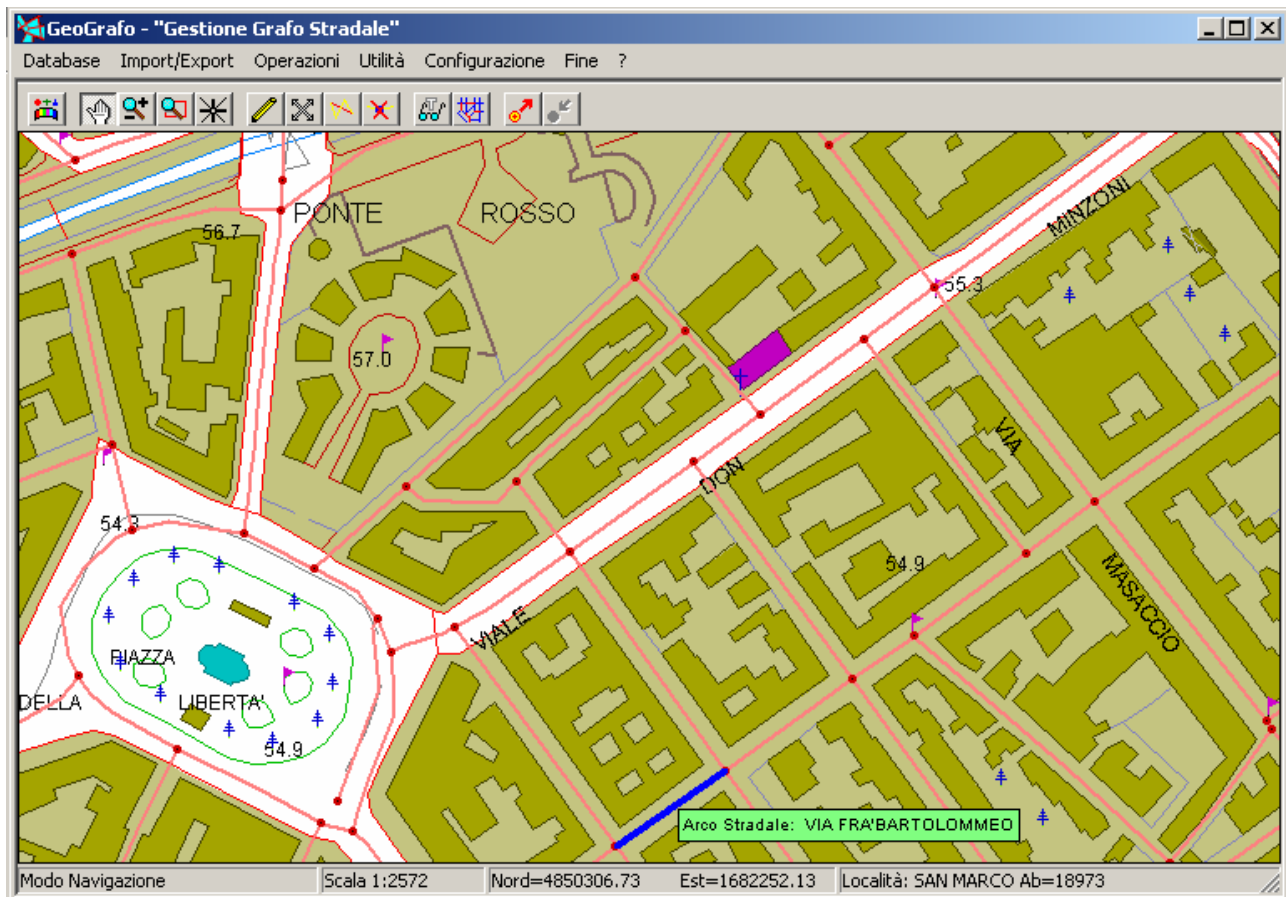 GeoGrafo - "Gestione Grafo Stradale"
Database Import/Export Operazioni Utilità Configurazione Fine ?
PONTE ROSSO
56.7
MINZONI
55.3
57.0
VIA
DON
54.3
54.9
MASACCIO
VIALE
PIAZZA
DELLA LIBERTA'
54.9
Arco Stradale: VIA FRA'BARTOLOMMEO
Modo Navigazione Scala 1:2572 Nord=4850306.73 Est=1682252.13 Località: SAN MARCO Ab=18973